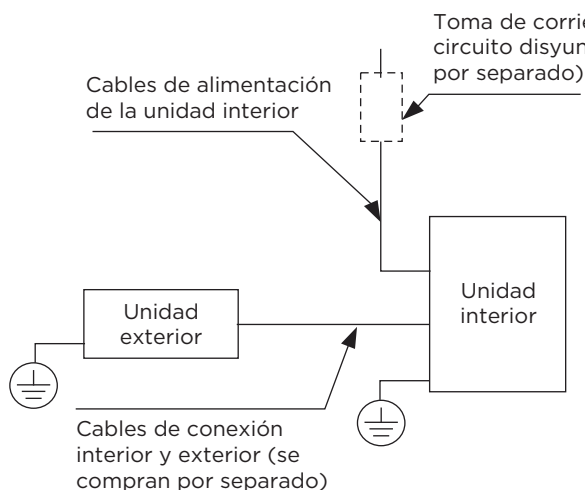 Toma de
circuito
por separado)
Cables de alimentación
de la unidad interior
Unidad
interior
Unidad
exterior
Cables de conexión
interior y exterior (se
compran por separado)